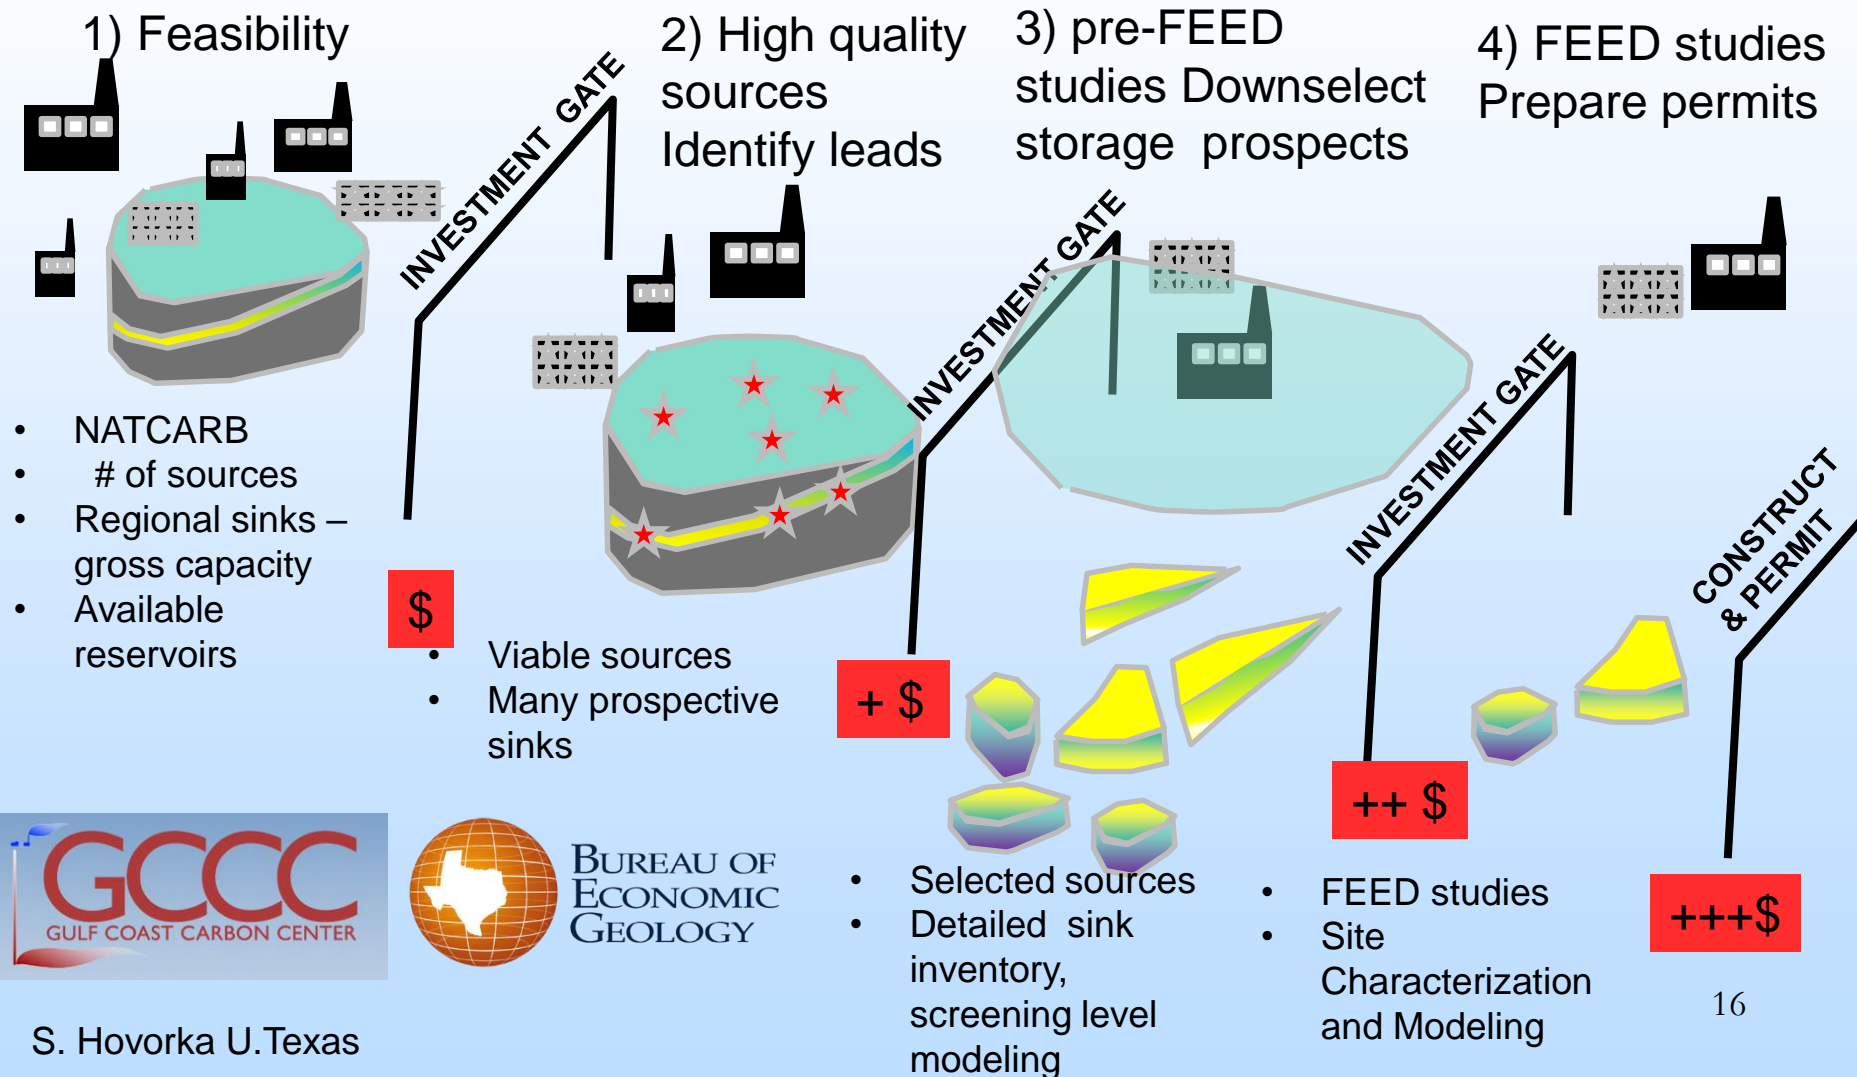 1) Feasibility
INVESTMENT GATE
2) High quality
sources
Identify leads
INVESTMENT GATE
3) pre-FEED
studies Downselect
storage prospects
INVESTMENT GATE
4) FEED studies
Prepare permits
CONSTRUCT
& PERMIT
• NATCARB
• # of sources
• Regional sinks –
gross capacity
• Available
reservoirs
$
• Viable sources
• Many prospective
sinks
+ $
• Selected sources
• Detailed sink
inventory,
screening level
modeling
++ $
• FEED studies
• Site
Characterization
and Modeling
+++$
GCCC
GULF COAST CARBON CENTER
BUREAU OF
ECONOMIC
GEOLOGY
S. Hovorka U.Texas
16